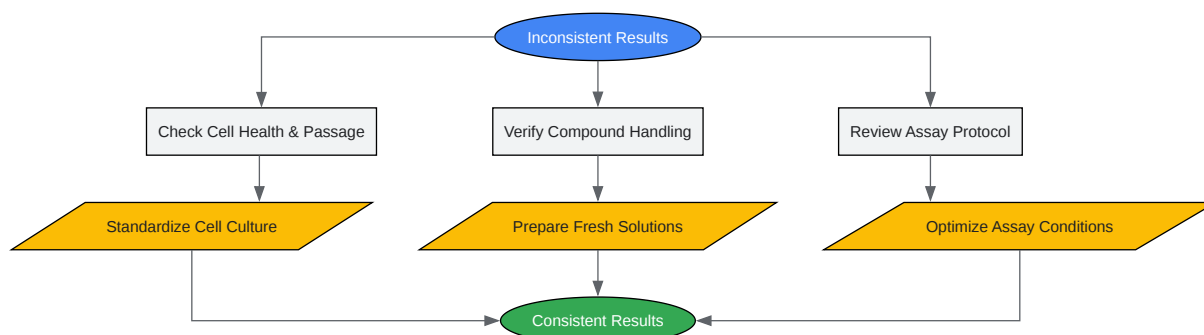 Inconsistent Results
Check Cell Health & Passage
Verify Compound Handling
Review Assay Protocol
Standardize Cell Culture
Prepare Fresh Solutions
Optimize Assay Conditions
Consistent Results